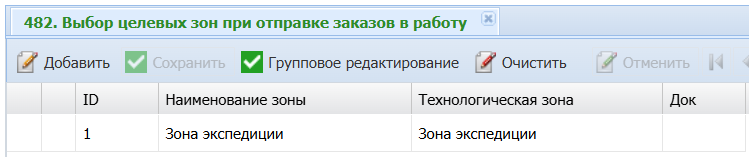 482. Выбор целевых зон при отправке заказов в работу
Добавить Сохранить Групповое редактирование Очистить Отменить
ID Наименование зоны Технологическая зона Док
1 Зона экспедиции Зона экспедиции